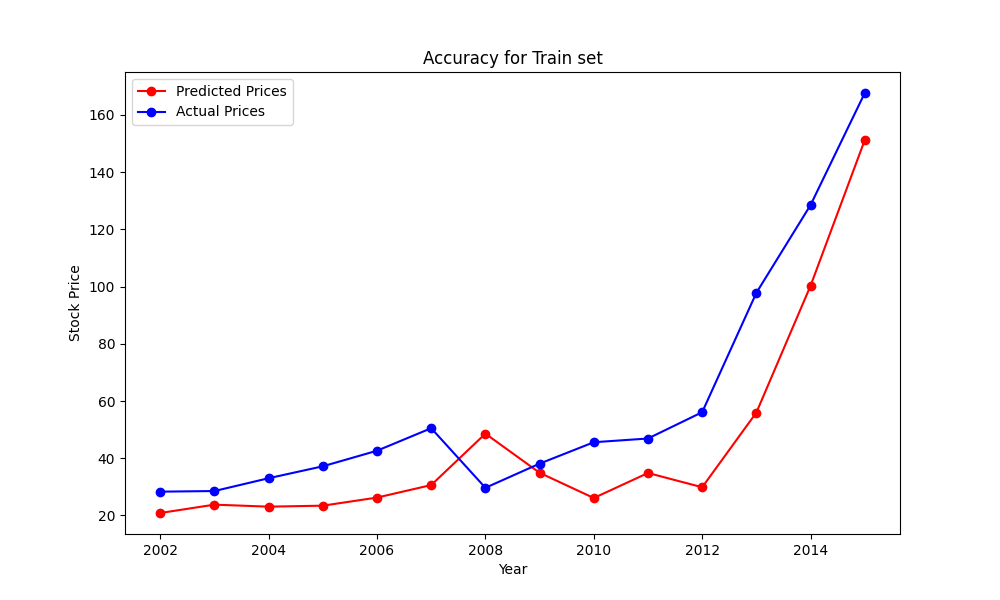 Accuracy for Train set
Predicted Prices
Actual Prices
160
140
120
100
80
60
40
20
Stock Price
2002 2004 2006 2008 2010 2012 2014
Year